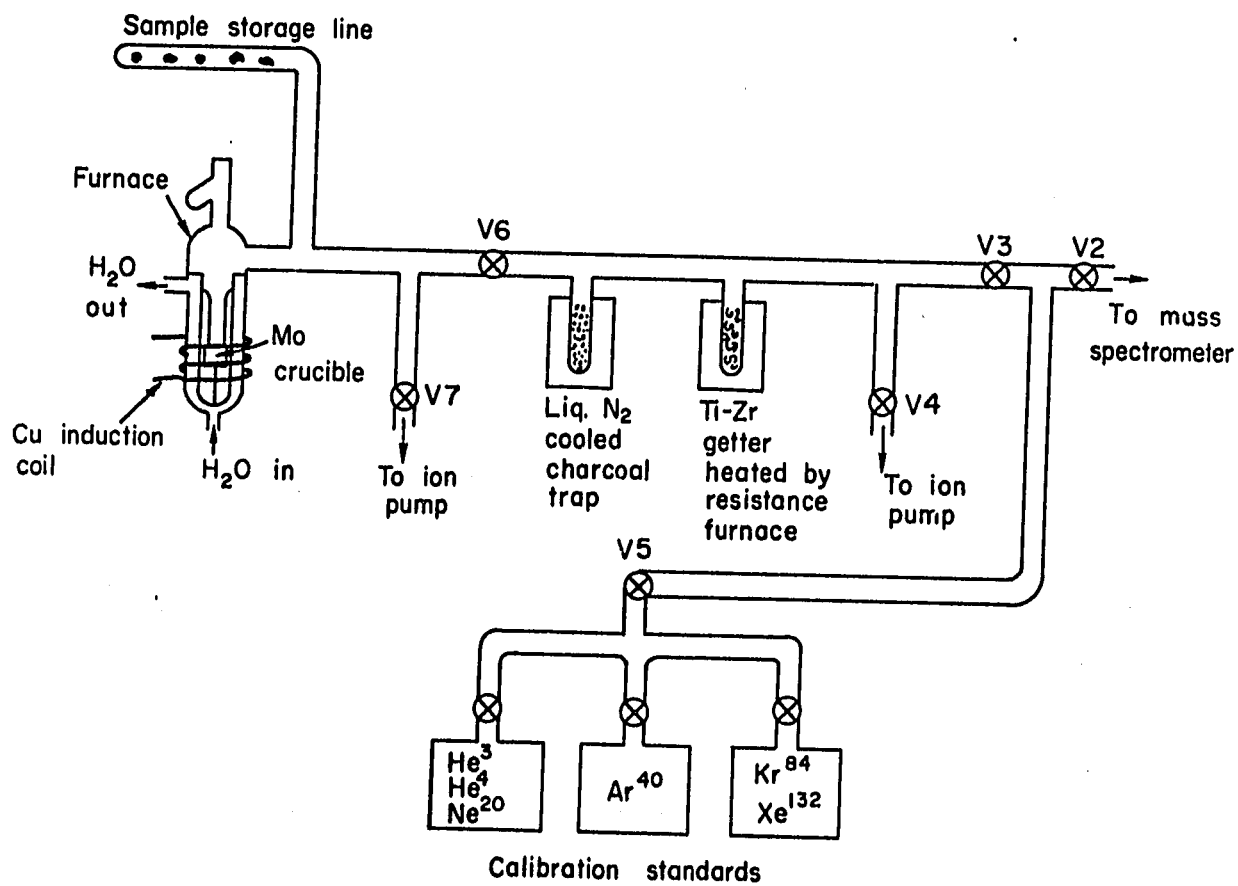 Sample storage line
Furnace
V6
V3
V2
H₂O
out
Mo
crucible
To mass
spectrometer
V7
V4
Cu induction
coil
H₂O in
To ion
pump
Liq. N₂
cooled
charcoal
trap
Ti-Zr
getter
heated by
resistance
furnace
To ion
pump
V5
He³
He⁴
Ne²⁰
Ar⁴⁰
Kr⁸⁴
Xe¹³²
Calibration standards